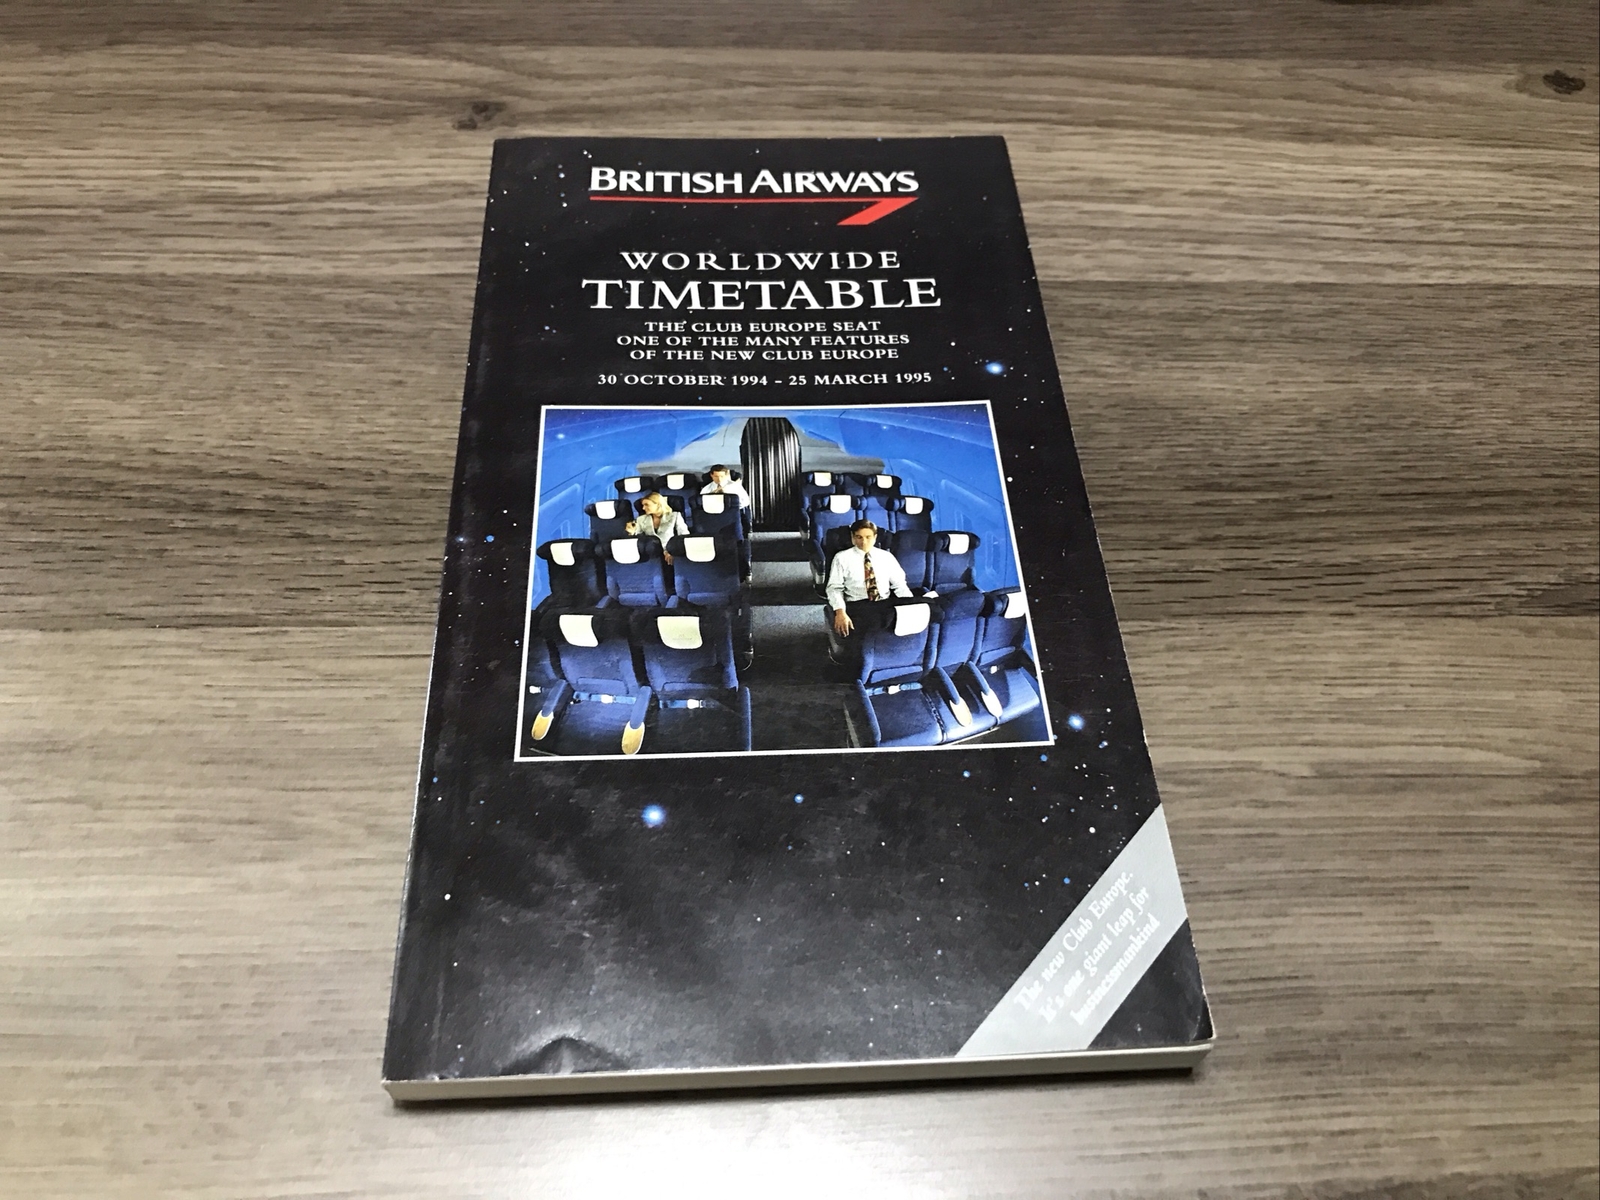 BRITISH AIRWAYS
WORLDWIDE
TIMETABLE
THE CLUB EUROPE SEAT
ONE OF THE MANY FEATURES
OF THE NEW CLUB EUROPE
30 OCTOBER 1994 - 25 MARCH 1995
The new Club Europe.
It's one giant leap for
businessmankind